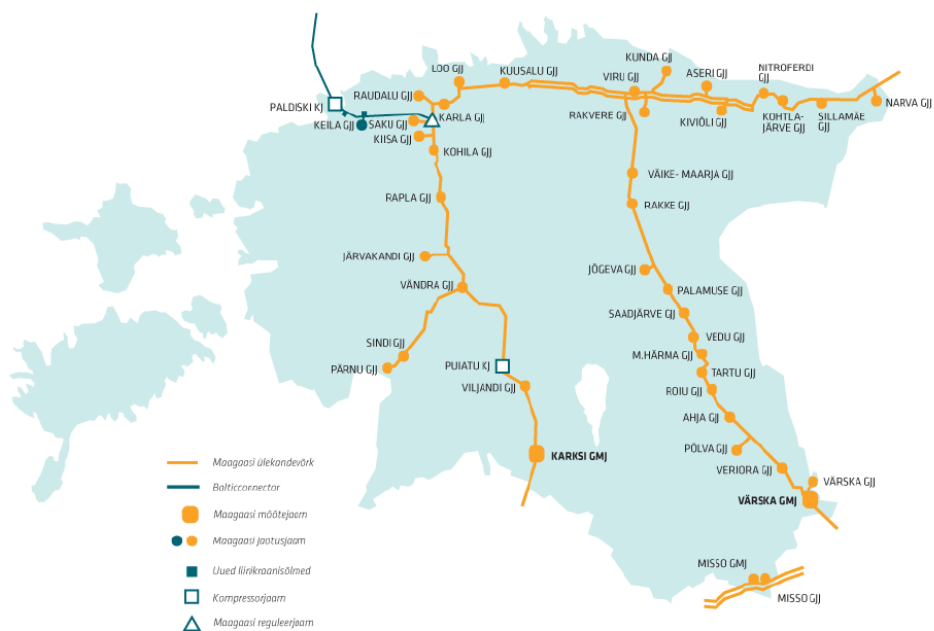 KUNDA GJJ
LOO GJJ
KUUSALU GJJ
VIRU GJJ
ASERI GJJ
NITROFERDI
GJJ
RAUDALU GJJ
PALDISKI KJ
KEILA GJJ
SAKU GJJ
KARLA GJJ
RAKVERE GJJ
KIVIÕLI GJJ
KOHTLA-
JÄRVE GJJ
SILLAMÄE
GJJ
NARVA GJJ
KIISA GJJ
KOHILA GJJ
VÄIKE- MAARJA GJJ
RAPLA GJJ
RAKKE GJJ
JÄRVAKANDI GJJ
JÕGEVA GJJ
VÄNDRA GJJ
PALAMUSE GJJ
SAADJÄRVE GJJ
SINDI GJJ
VEDU GJJ
M.HÄRMA GJJ
PÄRNU GJJ
PUIATU KJ
TARTU GJJ
VILJANDI GJJ
ROIU GJJ
AHJA GJJ
PÕLVA GJJ
KARKSI GMJ
VERIORA GJJ
VÄRSKA GJJ
VÄRSKA GMJ
MISSO GMJ
MISSO GJJ
Maagaasi ülekandevõrk
Balticconnector
Maagaasi mõõtejaam
Maagaasi jaotusjaam
Uued liinikraanisõlmed
Kompressorjaam
Maagaasi reguleerjaam